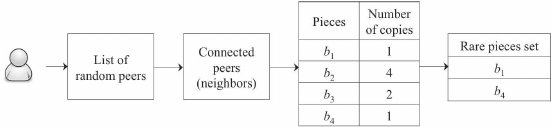 List of
random peers
Connected
peers
(neighbors)
Pieces Number
of copies
b₁ 1
b₂ 4
b₃ 2
b₄ 1
Rare pieces set
b₁
b₄